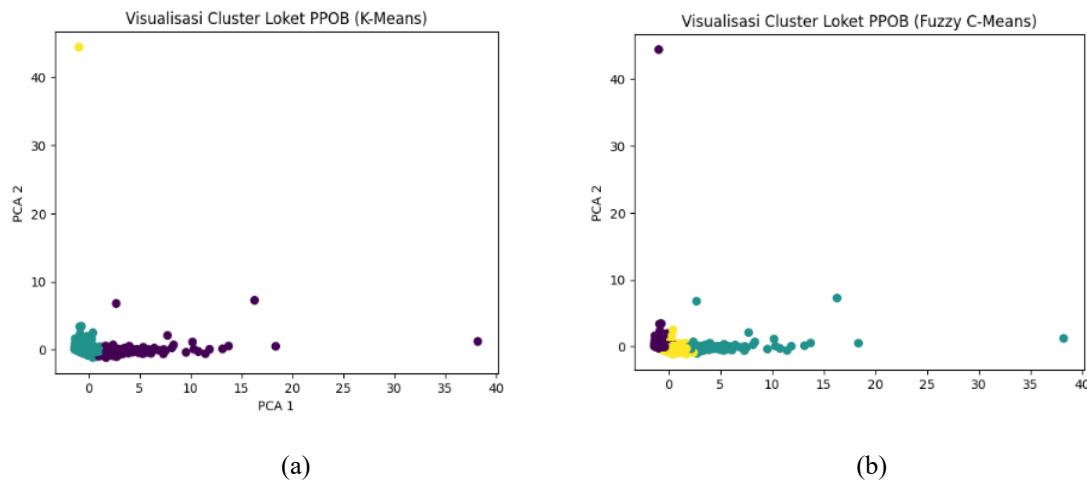 Visualisasi Cluster Loket PPOB (K-Means)
PCA 2
40
30
20
10
0
0 5 10 15 20 25 30 35 40
PCA 1
(a)
Visualisasi Cluster Loket PPOB (Fuzzy C-Means)
PCA 2
40
30
20
10
0
0 5 10 15 20 25 30 35 40
(b)